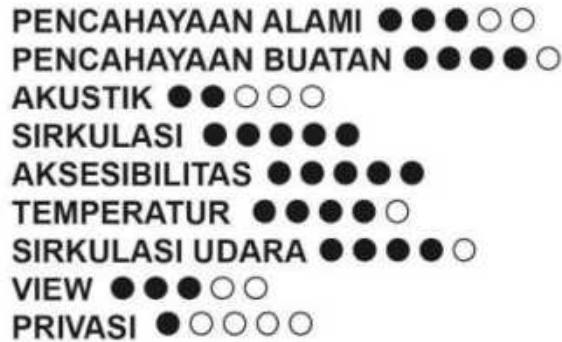 PENCAHAYAAN ALAMI ●●●○○
PENCAHAYAAN BUATAN ●●●●○
AKUSTIK ●●○○○
SIRKULASI ●●●●●
AKSESIBILITAS ●●●●●
TEMPERATUR ●●●●○
SIRKULASI UDARA ●●●●○
VIEW ●●●○○
PRIVASI ●○○○○